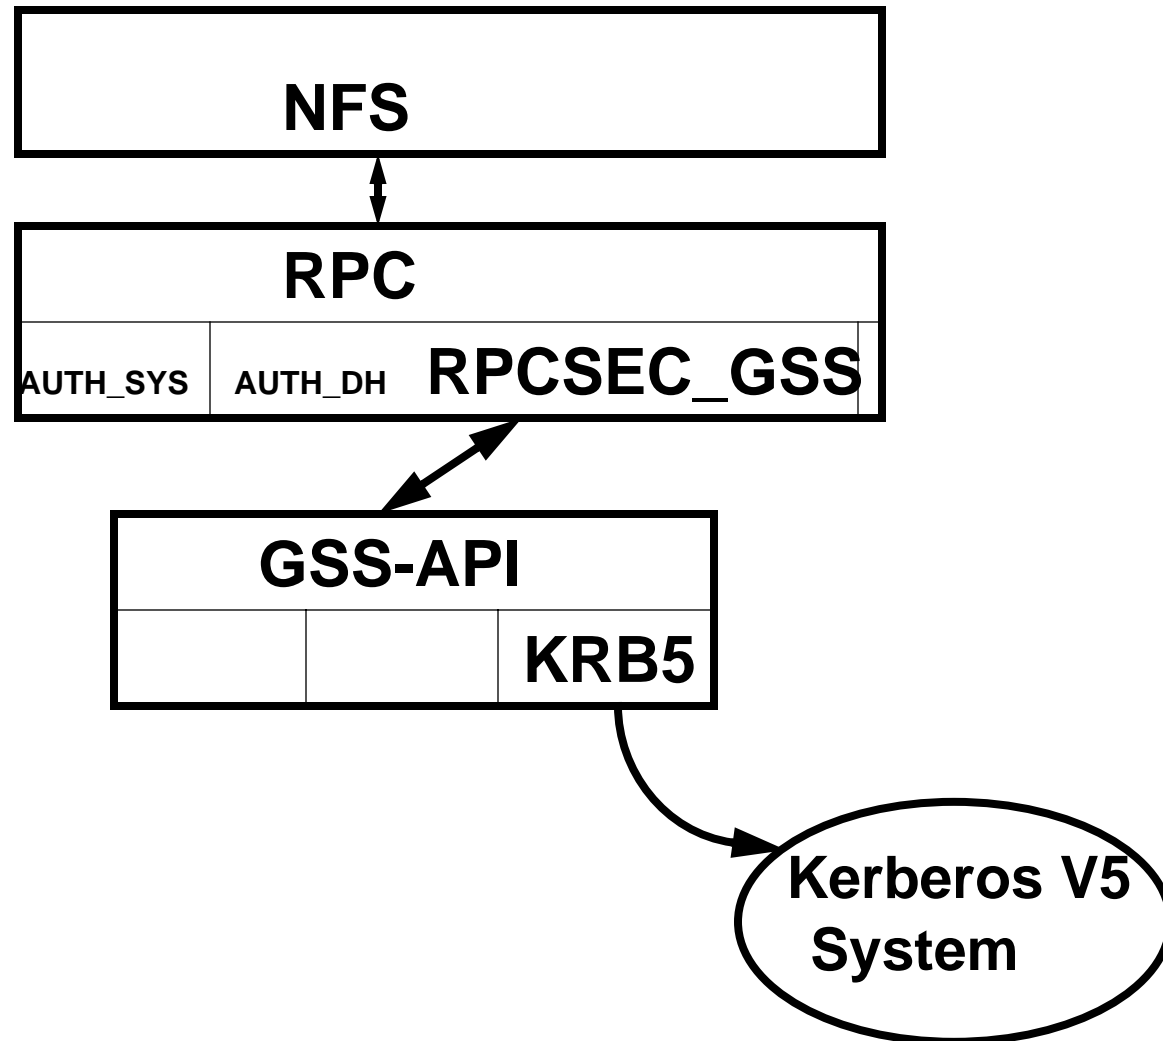 NFS
RPC
AUTH_SYS AUTH_DH RPCSEC_GSS
GSS-API
KRB5
Kerberos V5
System